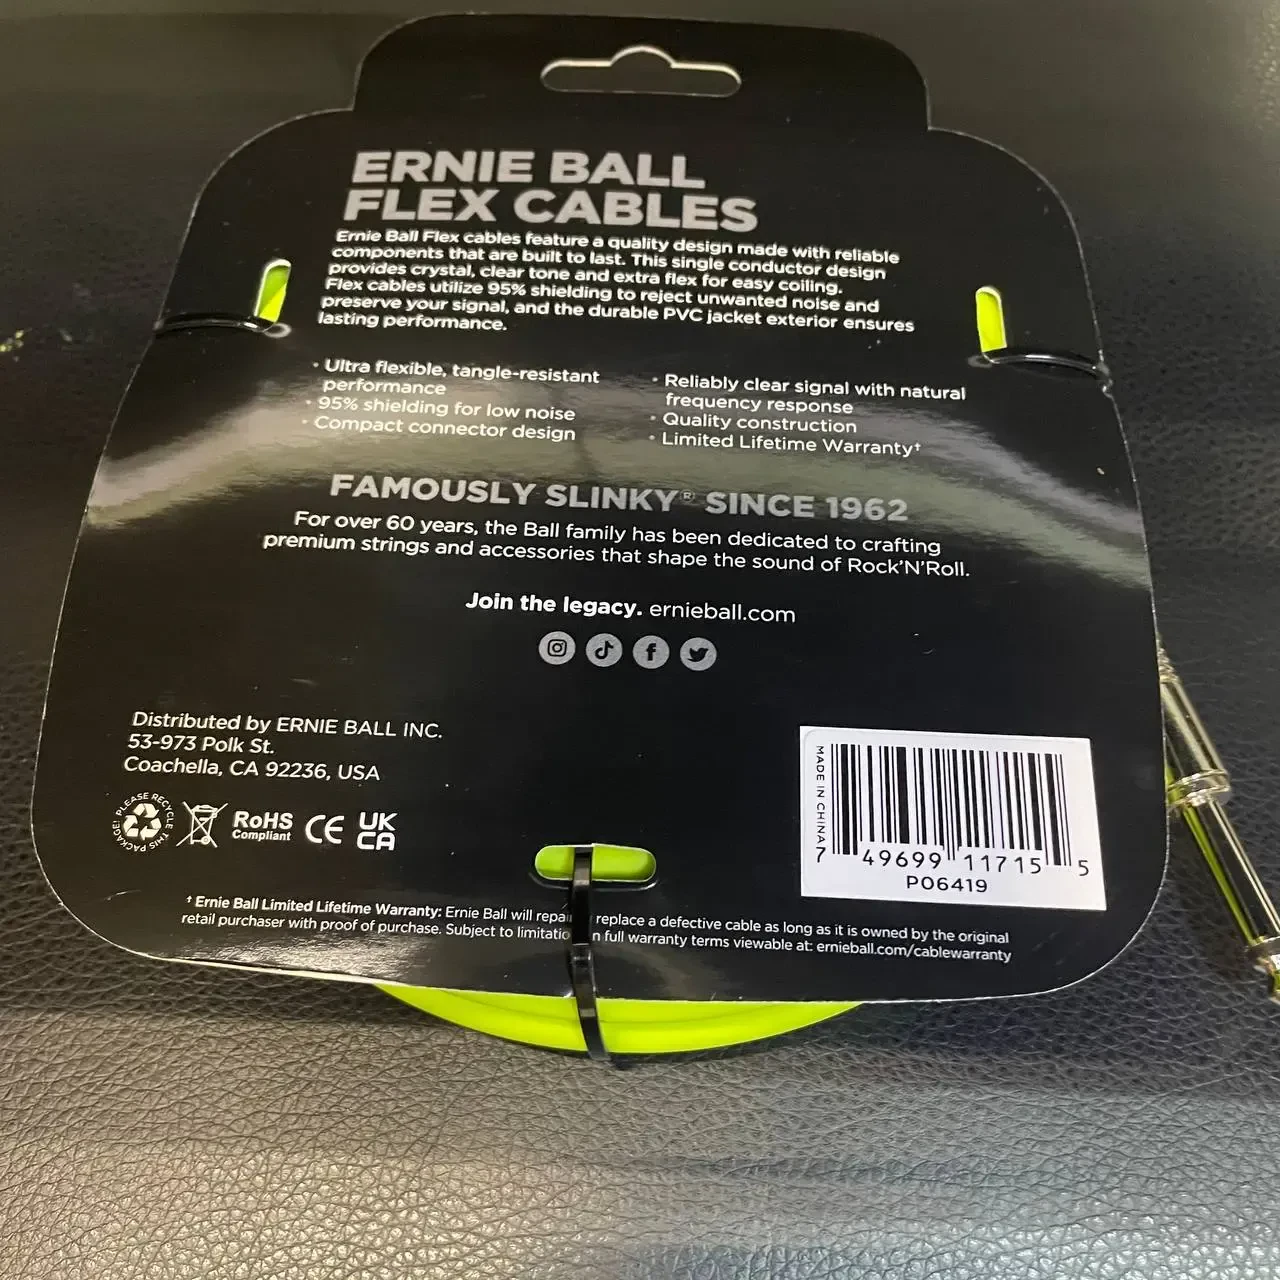 ERNIE BALL
FLEX CABLES
Ernie Ball Flex cables feature a quality design made with reliable
components that are built to last. This single conductor design
provides crystal, clear tone and extra flex for easy coiling.
Flex cables utilize 95% shielding to reject unwanted noise and
preserve your signal, and the durable PVC jacket exterior ensures
lasting performance.
• Ultra flexible, tangle-resistant
performance
• 95% shielding for low noise
• Compact connector design
• Reliably clear signal with natural
frequency response
• Quality construction
• Limited Lifetime Warranty†
FAMOUSLY SLINKY® SINCE 1962
For over 60 years, the Ball family has been dedicated to crafting
premium strings and accessories that shape the sound of Rock'N'Roll.
Join the legacy. ernieball.com
Distributed by ERNIE BALL INC.
53-973 Polk St.
Coachella, CA 92236, USA
PLEASE RECYCLE THIS PACKAGE!
RoHS
Compliant
CE
UK
CA
MADE IN CHINA
7 49699 11715 5
P06419
† Ernie Ball Limited Lifetime Warranty: Ernie Ball will repai replace a defective cable as long as it is owned by the original
retail purchaser with proof of purchase. Subject to limitatio n full warranty terms viewable at: ernieball.com/cablewarranty